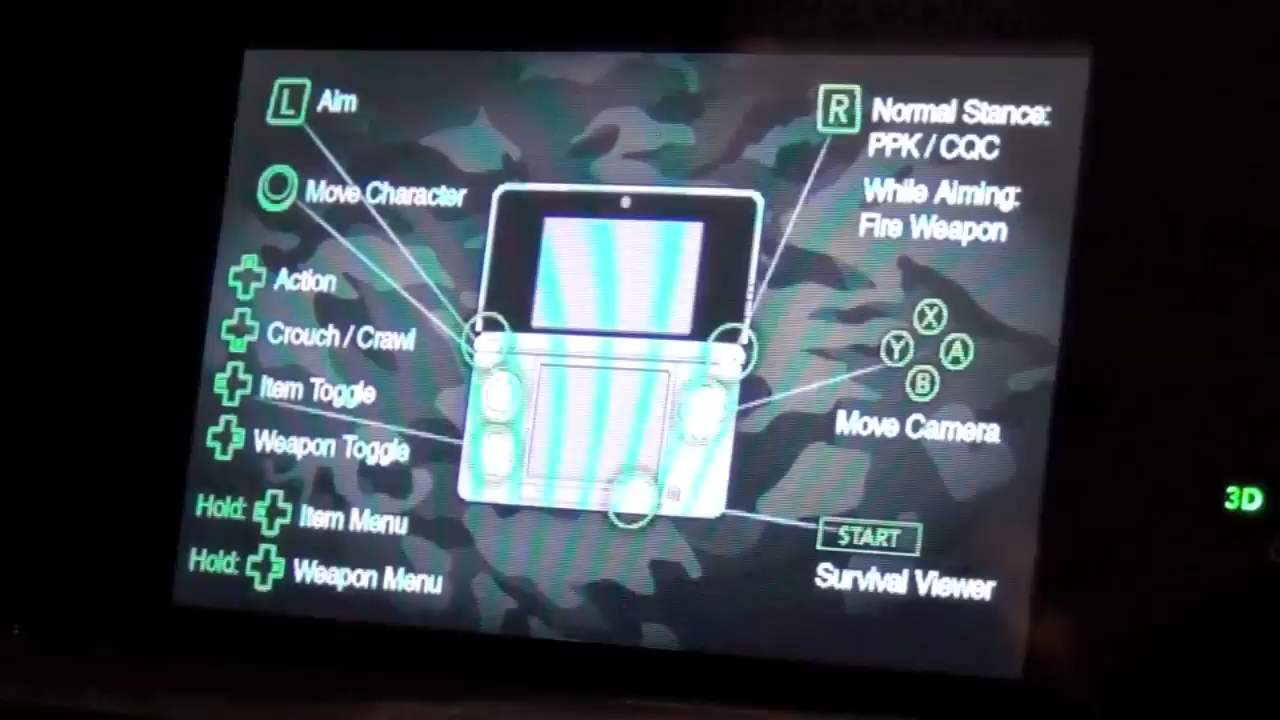 L Aim
Move Character
Action
Crouch / Crawl
Item Toggle
Weapon Toggle
Hold: Item Menu
Hold: Weapon Menu
R Normal Stance:
PPK / CQC
While Aiming:
Fire Weapon
X
Y A
B
Move Camera
START
Survival Viewer
3D